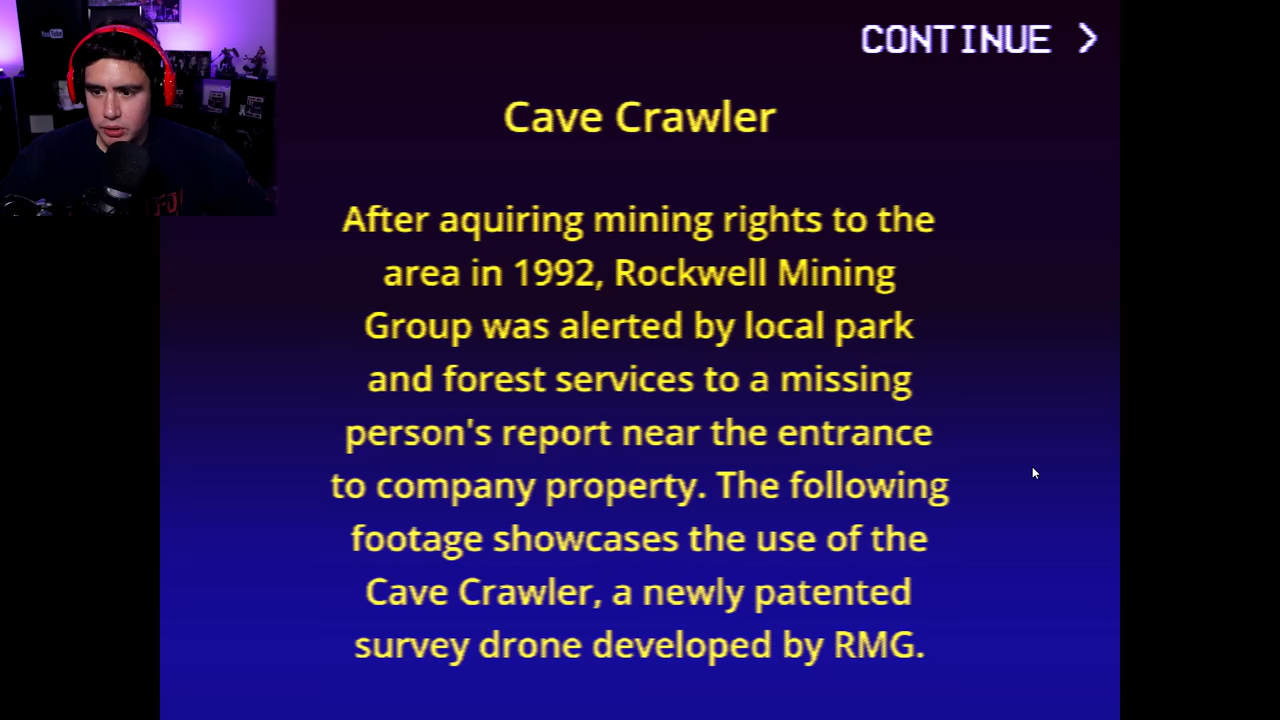 YouTube
CONTINUE >
Cave Crawler
After aquiring mining rights to the
area in 1992, Rockwell Mining
Group was alerted by local park
and forest services to a missing
person's report near the entrance
to company property. The following
footage showcases the use of the
Cave Crawler, a newly patented
survey drone developed by RMG.